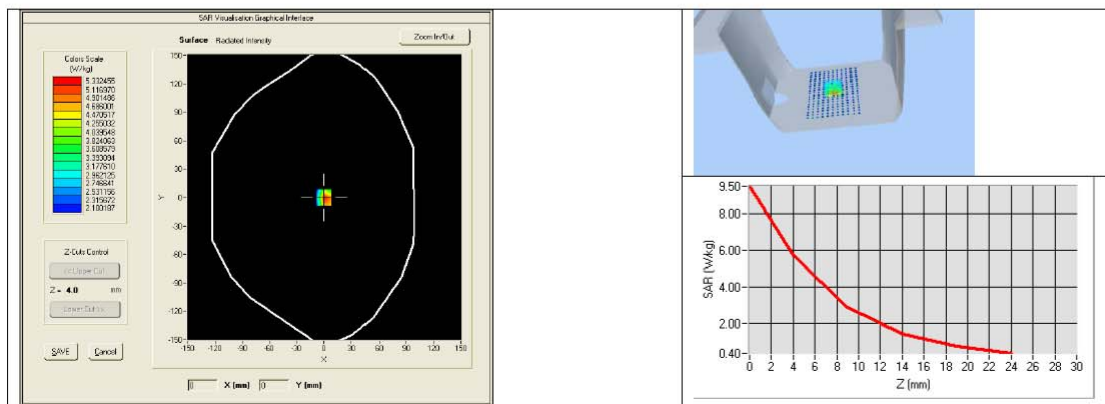 SAR Visualisation Graphical Interface
Surface Radiated Intensity
Zoom In/Out
Colors Scale
(W/kg)
5.332455
5.116970
4.901486
4.686001
4.470517
4.255032
4.039548
3.824063
3.608579
3.393094
3.177610
2.962125
2.746641
2.531156
2.315672
2.100187
Z-Cuts Control
<< Upper Cut
Z = 4.0 mm
Lower Cut >>
SAVE Cancel
150
120
90
60
30
0
-30
-60
-90
-120
-150
Y
-150 -120 -90 -60 -30 0 30 60 90 120 150
X
0 X (mm) 0 Y (mm)
9.50
8.00
6.00
4.00
2.00
0.40
SAR (W/kg)
0 2 4 6 8 10 12 14 16 18 20 22 24 26 28 30
Z (mm)